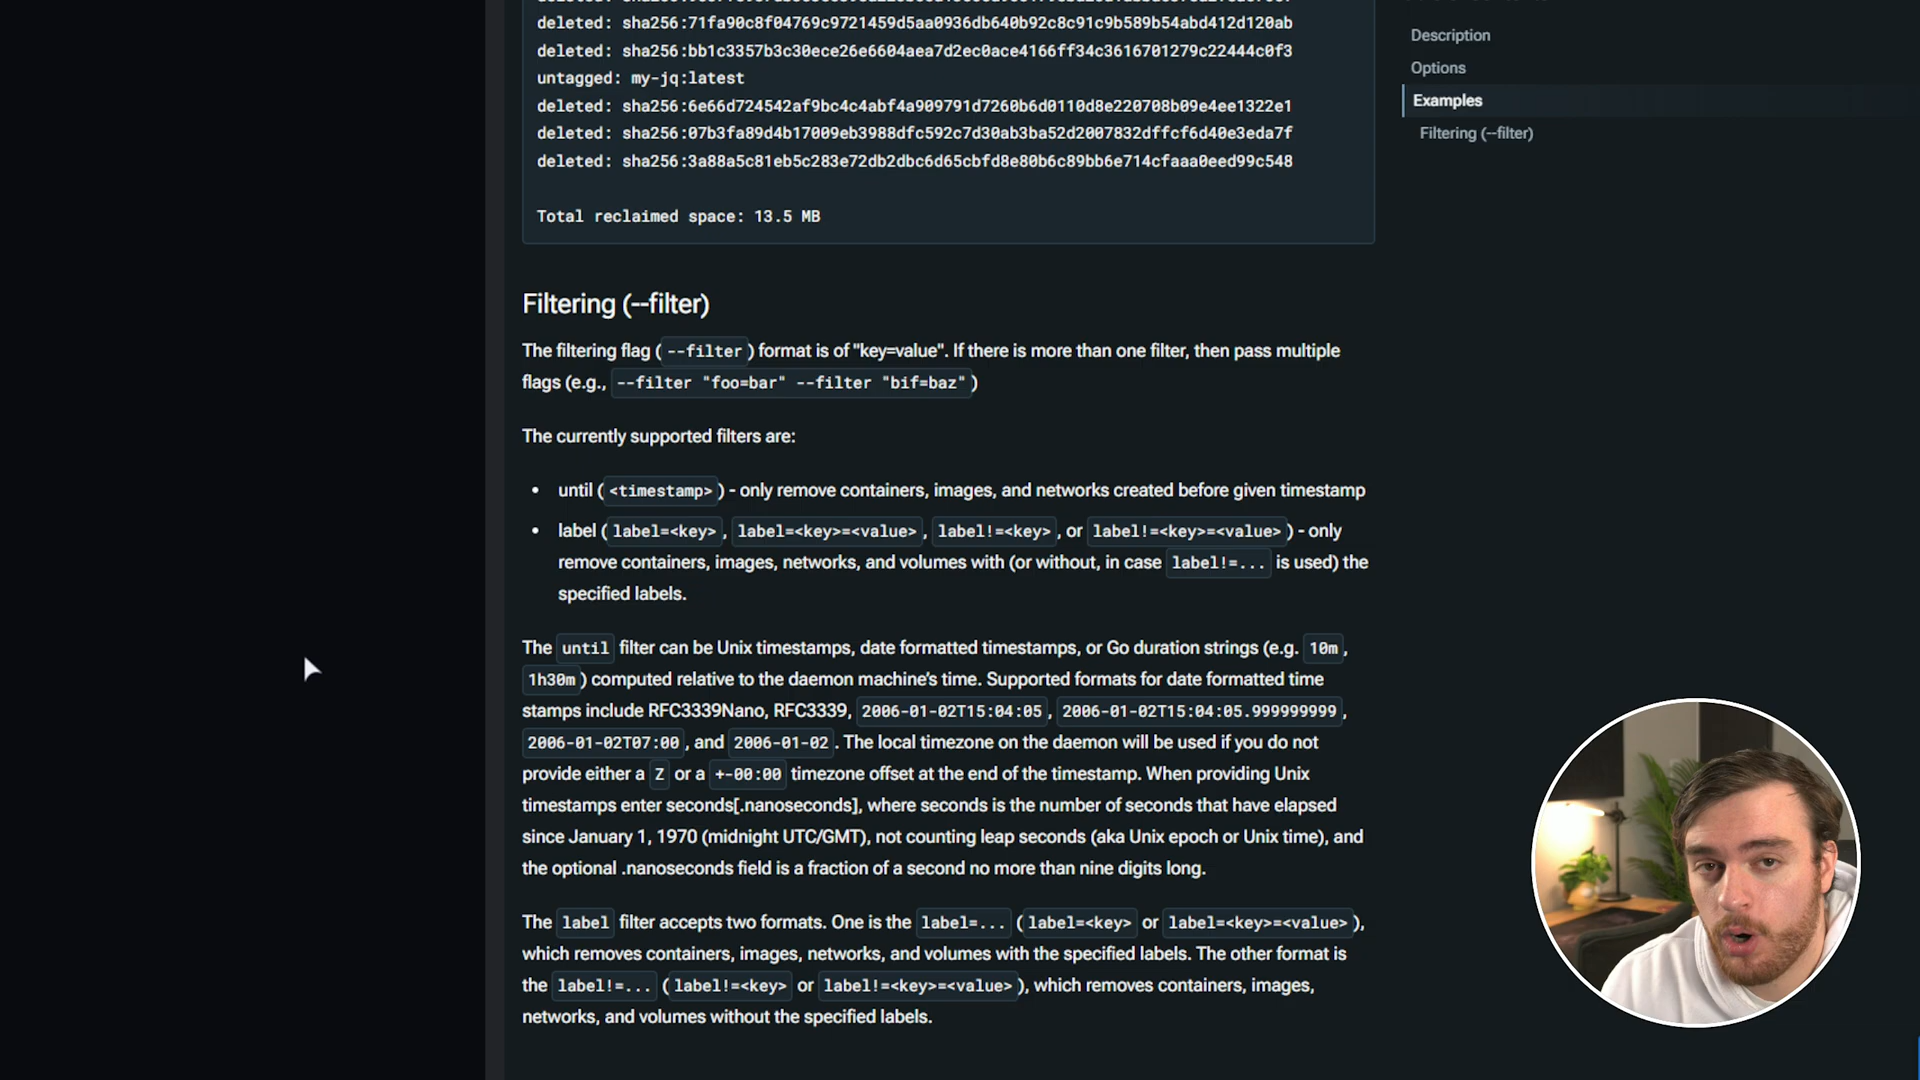 deleted: sha256:71fa90c8f04769c9721459d5aa0936db640b92c8c91c9b589b54abd412d120ab
deleted: sha256:bb1c3357b3c30ece26e6604aea7d2ec0ace4166ff34c3616701279c22444c0f3
untagged: my-jq:latest
deleted: sha256:6e66d724542af9bc4c4abf4a909791d7260b6d0110d8e220708b09e4ee1322e1
deleted: sha256:07b3fa89d4b17009eb3988dfc592c7d30ab3ba52d2007832dffcf6d40e3eda7f
deleted: sha256:3a88a5c81eb5c283e72db2dbc6d65cbfd8e80b6c89bb6e714cfaaa0eed99c548
Total reclaimed space: 13.5 MB
Filtering (--filter)
The filtering flag ( --filter ) format is of "key=value". If there is more than one filter, then pass multiple
flags (e.g., --filter "foo=bar" --filter "bif=baz" )
The currently supported filters are:
• until ( <timestamp> ) - only remove containers, images, and networks created before given timestamp
• label ( label=<key> , label=<key>=<value> , label!=<key> , or label!=<key>=<value> ) - only
remove containers, images, networks, and volumes with (or without, in case label!=... is used) the
specified labels.
The until filter can be Unix timestamps, date formatted timestamps, or Go duration strings (e.g. 10m ,
1h30m ) computed relative to the daemon machine's time. Supported formats for date formatted time
stamps include RFC3339Nano, RFC3339, 2006-01-02T15:04:05 , 2006-01-02T15:04:05.999999999 ,
2006-01-02T07:00 , and 2006-01-02 . The local timezone on the daemon will be used if you do not
provide either a Z or a +-00:00 timezone offset at the end of the timestamp. When providing Unix
timestamps enter seconds[.nanoseconds], where seconds is the number of seconds that have elapsed
since January 1, 1970 (midnight UTC/GMT), not counting leap seconds (aka Unix epoch or Unix time), and
the optional .nanoseconds field is a fraction of a second no more than nine digits long.
The label filter accepts two formats. One is the label=... ( label=<key> or label=<key>=<value> ),
which removes containers, images, networks, and volumes with the specified labels. The other format is
the label!=... ( label!=<key> or label!=<key>=<value> ), which removes containers, images,
networks, and volumes without the specified labels.
Description
Options
Examples
Filtering (--filter)